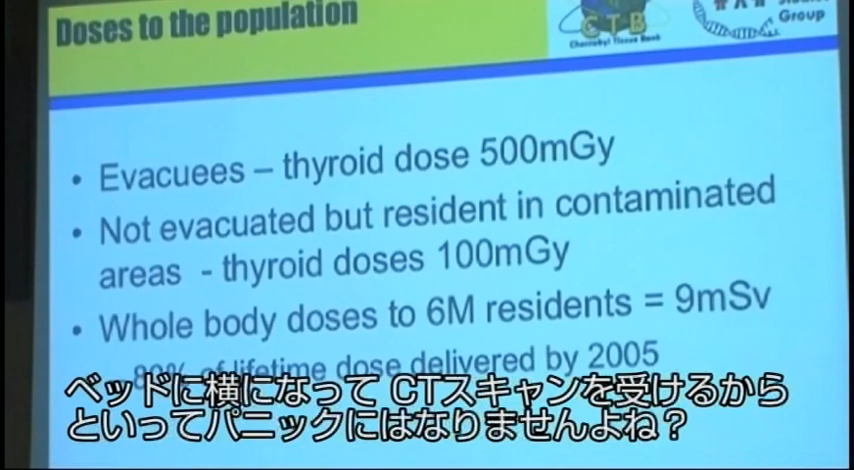 Doses to the population
CTB
Chernobyl Tissue Bank
Group
• Evacuees – thyroid dose 500mGy
• Not evacuated but resident in contaminated
areas - thyroid doses 100mGy
• Whole body doses to 6M residents = 9mSv
80% of lifetime dose delivered by 2005
ベッドに横になって CTスキャンを受けるから
といってパニックにはなりませんよね？